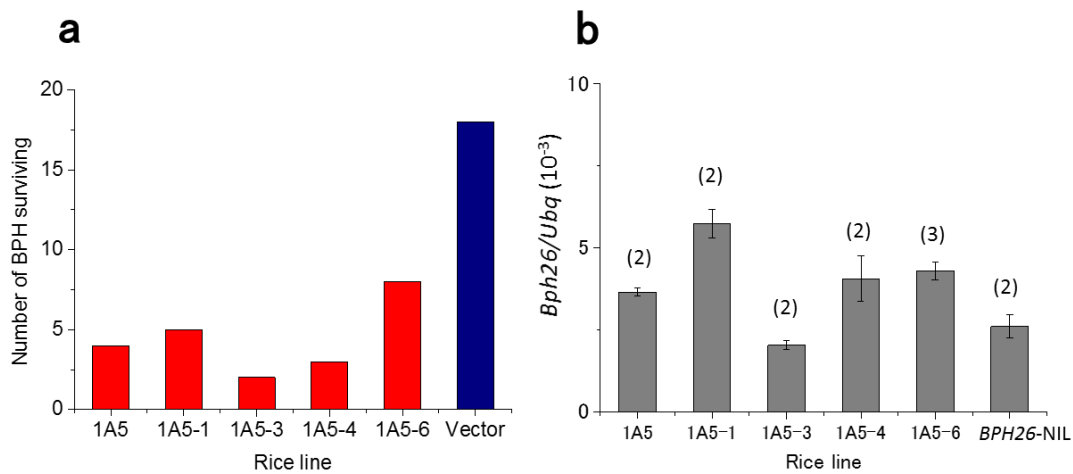 a
Number of BPH surviving
20
15
10
5
0
1A5 1A5-1 1A5-3 1A5-4 1A5-6 Vector
Rice line
b
Bph26/Ubq (10⁻³)
10
5
0
(2) (2) (2) (2) (3) (2)
1A5 1A5-1 1A5-3 1A5-4 1A5-6 BPH26-NIL
Rice line